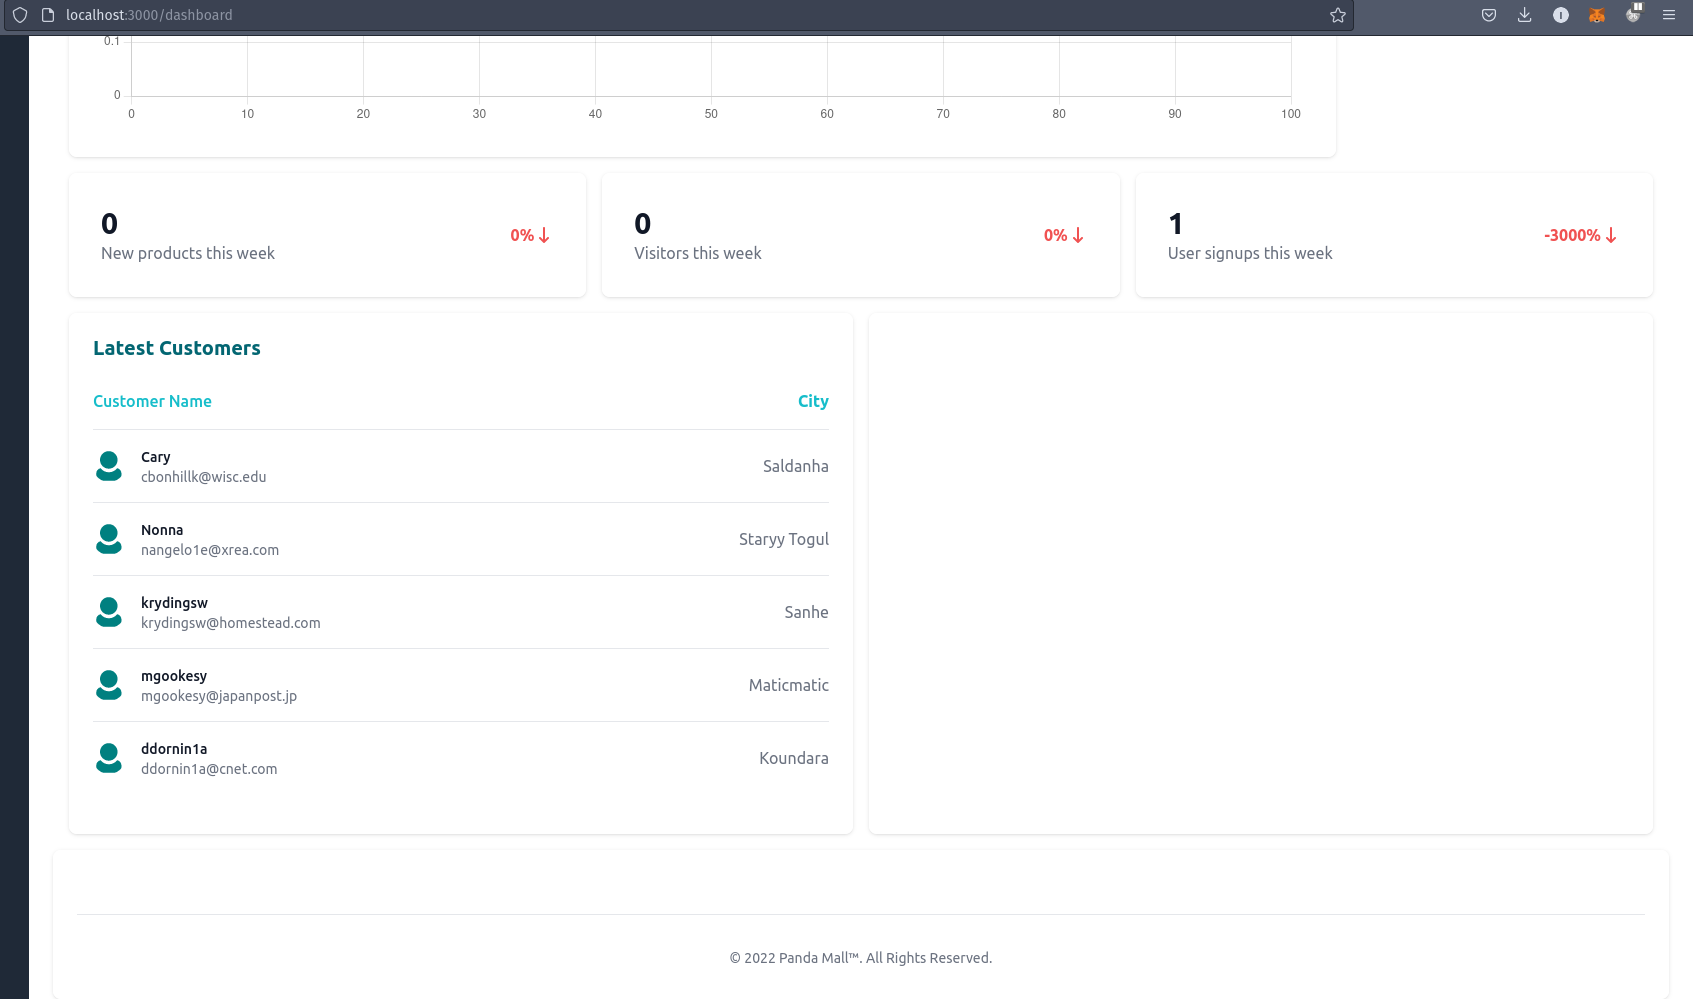 localhost:3000/dashboard
0.1
0
0 10 20 30 40 50 60 70 80 90 100
0
New products this week
0%
0
Visitors this week
0%
1
User signups this week
-3000%
Latest Customers
Customer Name City
Cary
cbonhillk@wisc.edu
Saldanha
Nonna
nangelo1e@xrea.com
Staryy Togul
krydingsw
krydingsw@homestead.com
Sanhe
mgookesy
mgookesy@japanpost.jp
Maticmatic
ddornin1a
ddornin1a@cnet.com
Koundara
© 2022 Panda Mall™. All Rights Reserved.